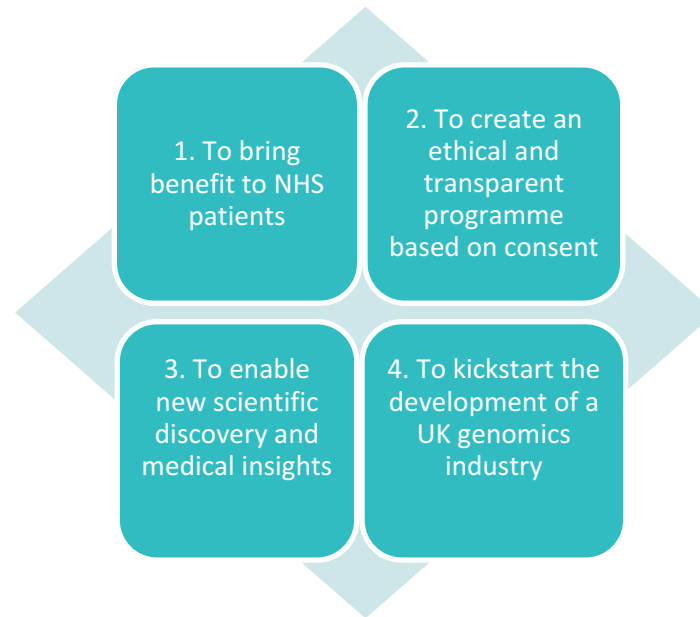 1. To bring
benefit to NHS
patients
2. To create an
ethical and
transparent
programme
based on consent
3. To enable
new scientific
discovery and
medical insights
4. To kickstart the
development of a
UK genomics
industry